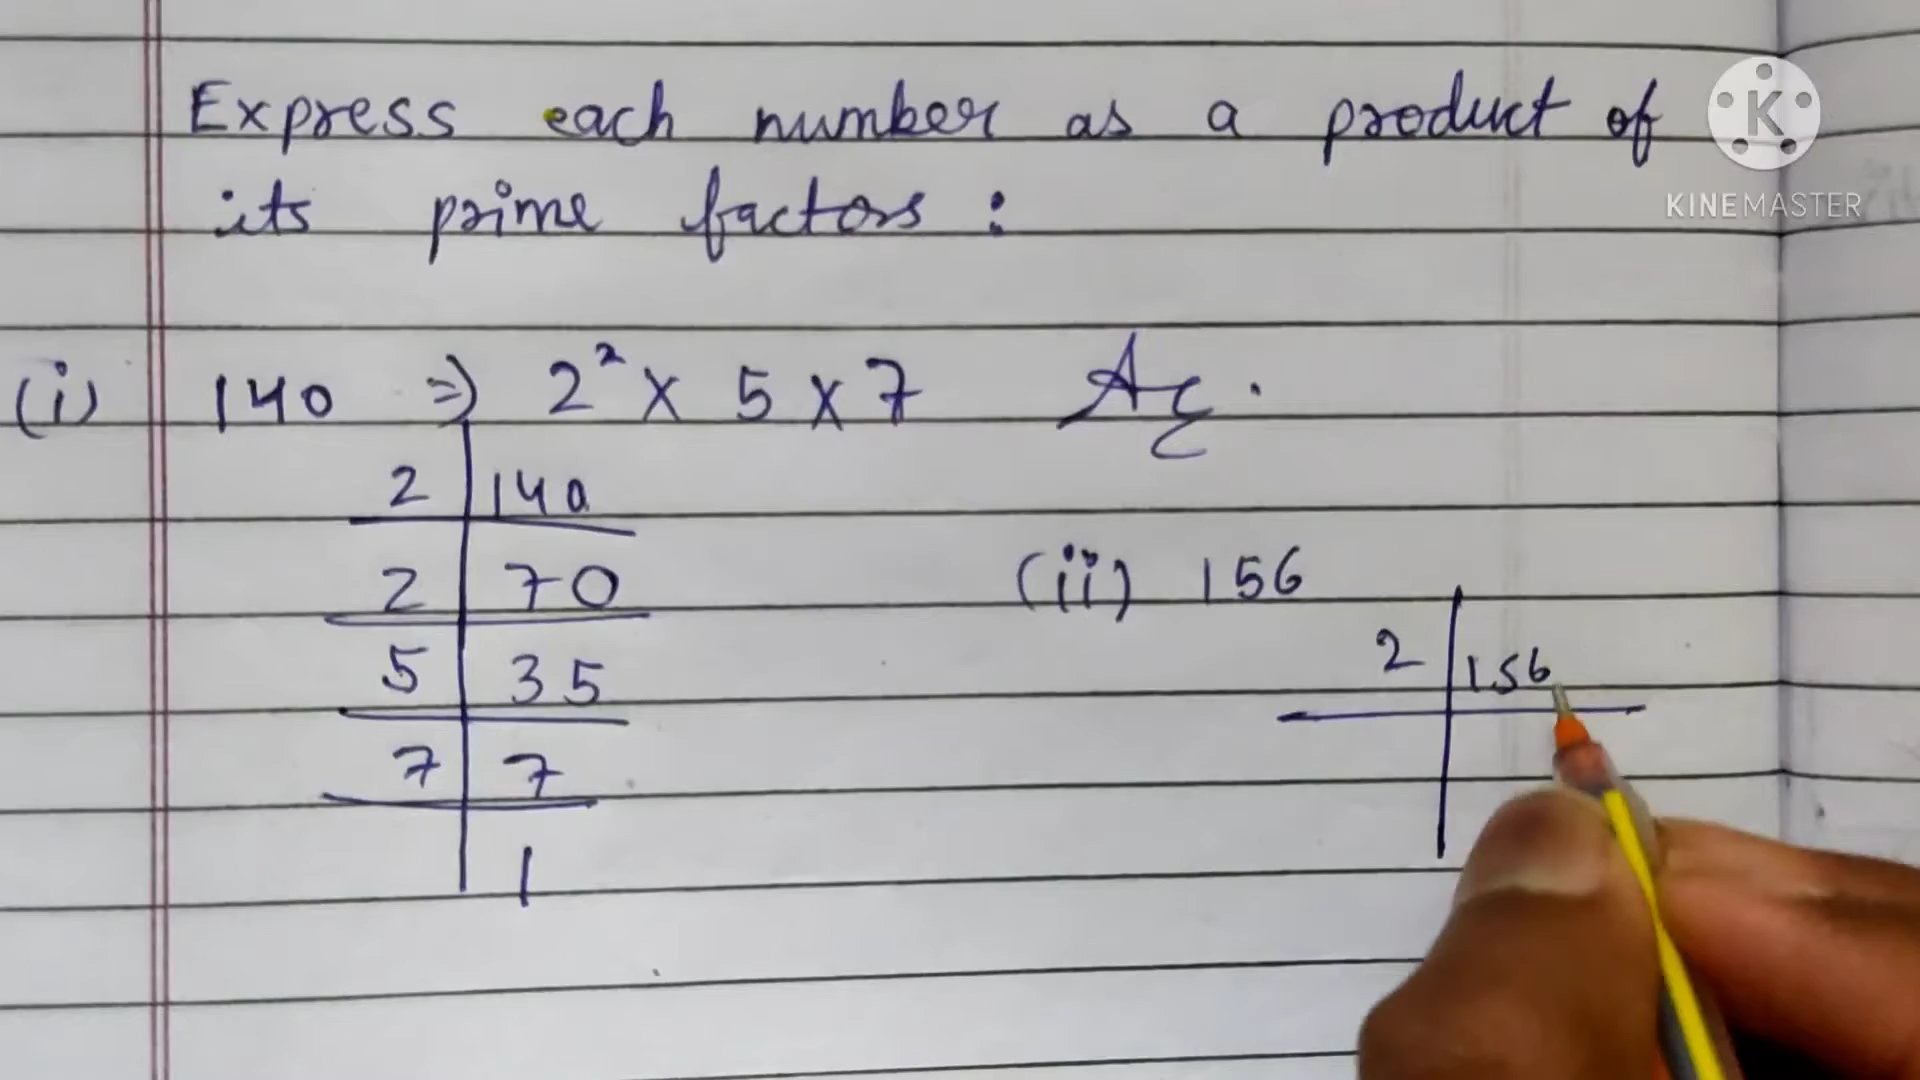 Express each number as a product of
its prime factors :
K
KINEMASTER
(i) 140 => 2² x 5 x 7
2 140
2 70
5 35
7 7
1
(ii) 156
2 156